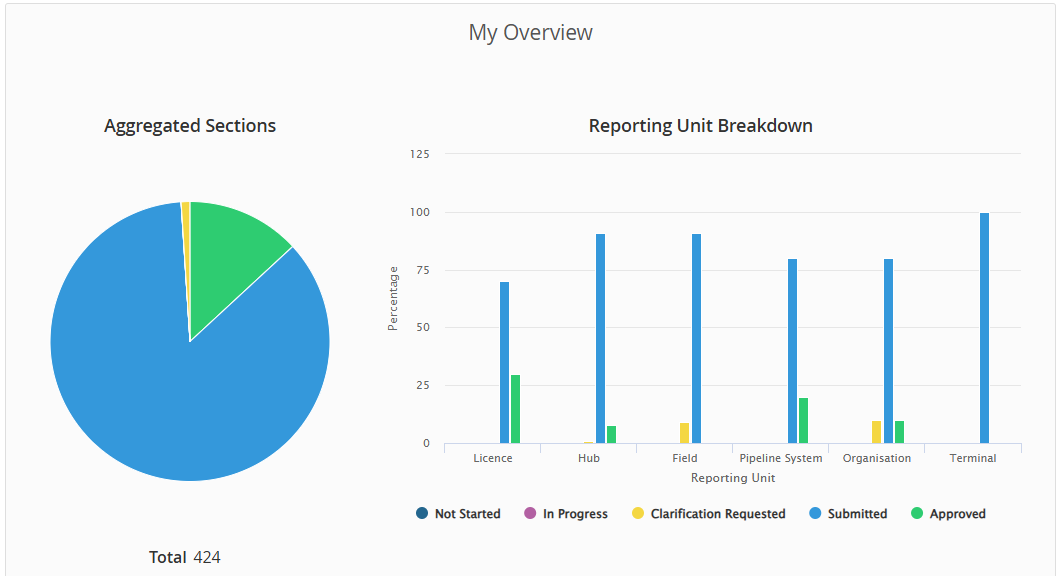 My Overview
Aggregated Sections
Total 424
Reporting Unit Breakdown
Percentage
125
100
75
50
25
0
Licence Hub Field Pipeline System Organisation Terminal
Reporting Unit
Not Started In Progress Clarification Requested Submitted Approved